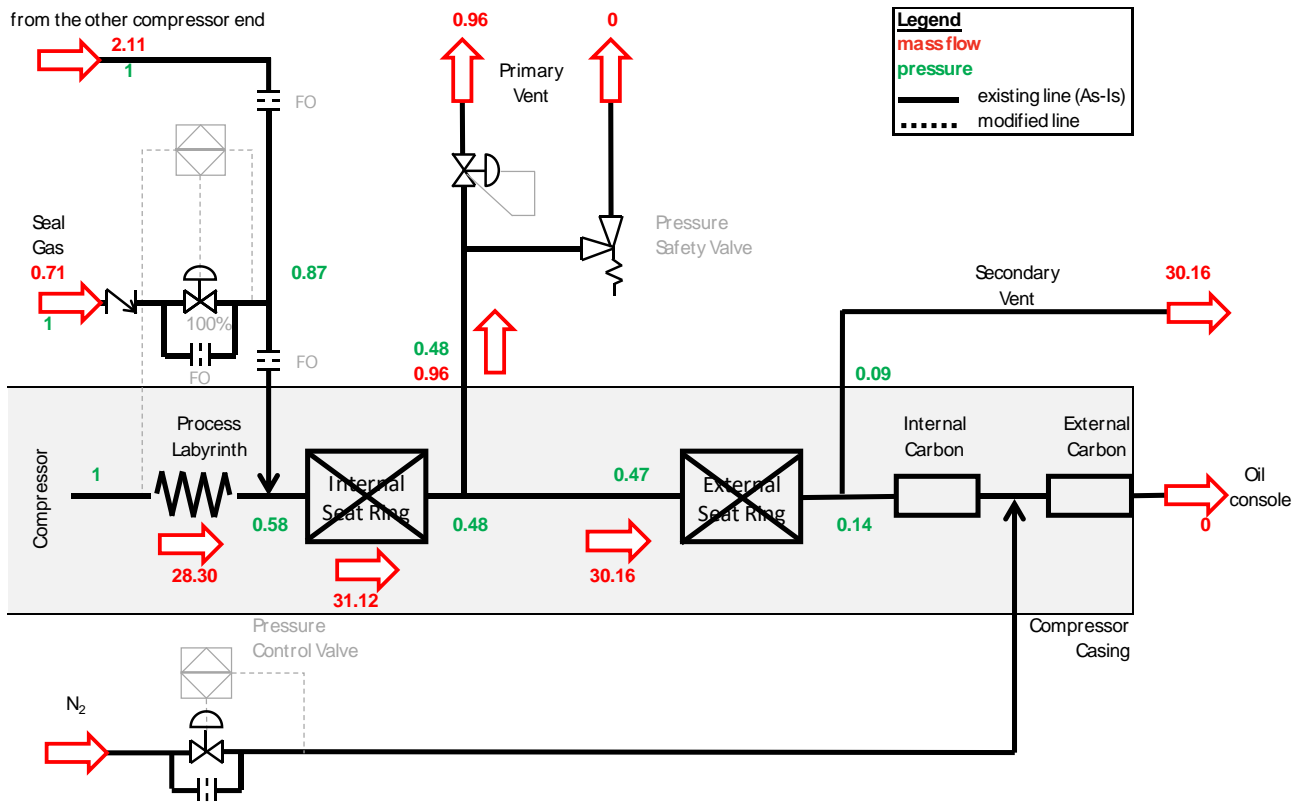 from the other compressor end
2.11
1
FO
0.96
0
Primary
Vent
Legend
mass flow
pressure
existing line (As-Is)
modified line
Seal
Gas
0.71
1
100%
FO
0.87
FO
Pressure
Safety Valve
Secondary
Vent
30.16
0.48
0.96
0.09
Compressor
1
Process
Labyrinth
28.30
0.58
Internal
Seat Ring
31.12
0.48
0.47
30.16
External
Seat Ring
0.14
Internal
Carbon
External
Carbon
Oil
console
0
Pressure
Control Valve
Compressor
Casing
N2